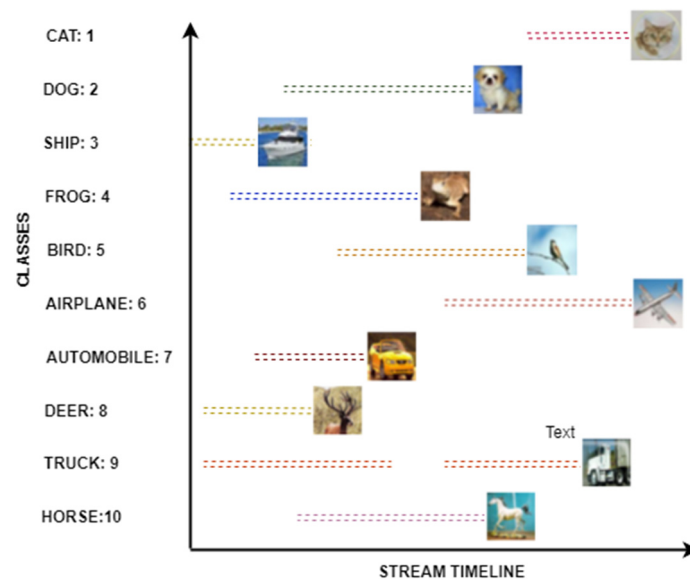 CAT: 1
DOG: 2
SHIP: 3
FROG: 4
CLASSES
BIRD: 5
AIRPLANE: 6
AUTOMOBILE: 7
DEER: 8
Text
TRUCK: 9
HORSE:10
STREAM TIMELINE